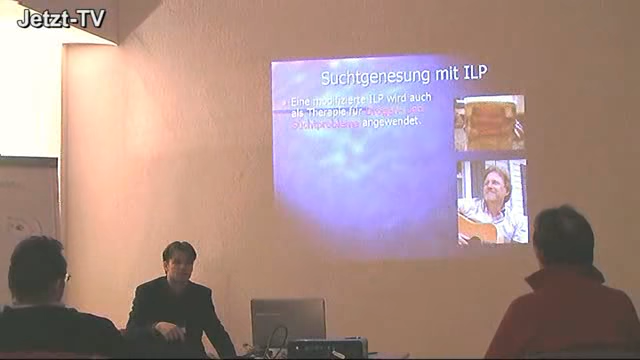 Jetzt-TV
Suchtgenesung mit ILP
Eine modifizierte ILP wird auch
als Therapie für
angewendet.